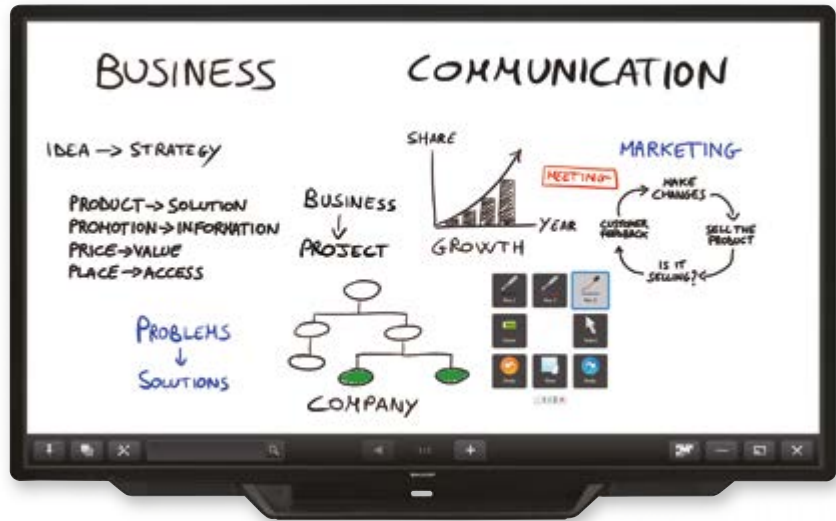 BUSINESS COMMUNICATION
IDEA → STRATEGY
PRODUCT → SOLUTION
PROMOTION → INFORMATION
PRICE → VALUE
PLACE → ACCESS
PROBLEMS
↓
SOLUTIONS
BUSINESS
↓
PROJECT
COMPANY
SHARE
YEAR
GROWTH
MEETING
MARKETING
MAKE
CHANGES
SELL THE
PRODUCT
IS IT
SELLING?
CUSTOMER
FEEDBACK